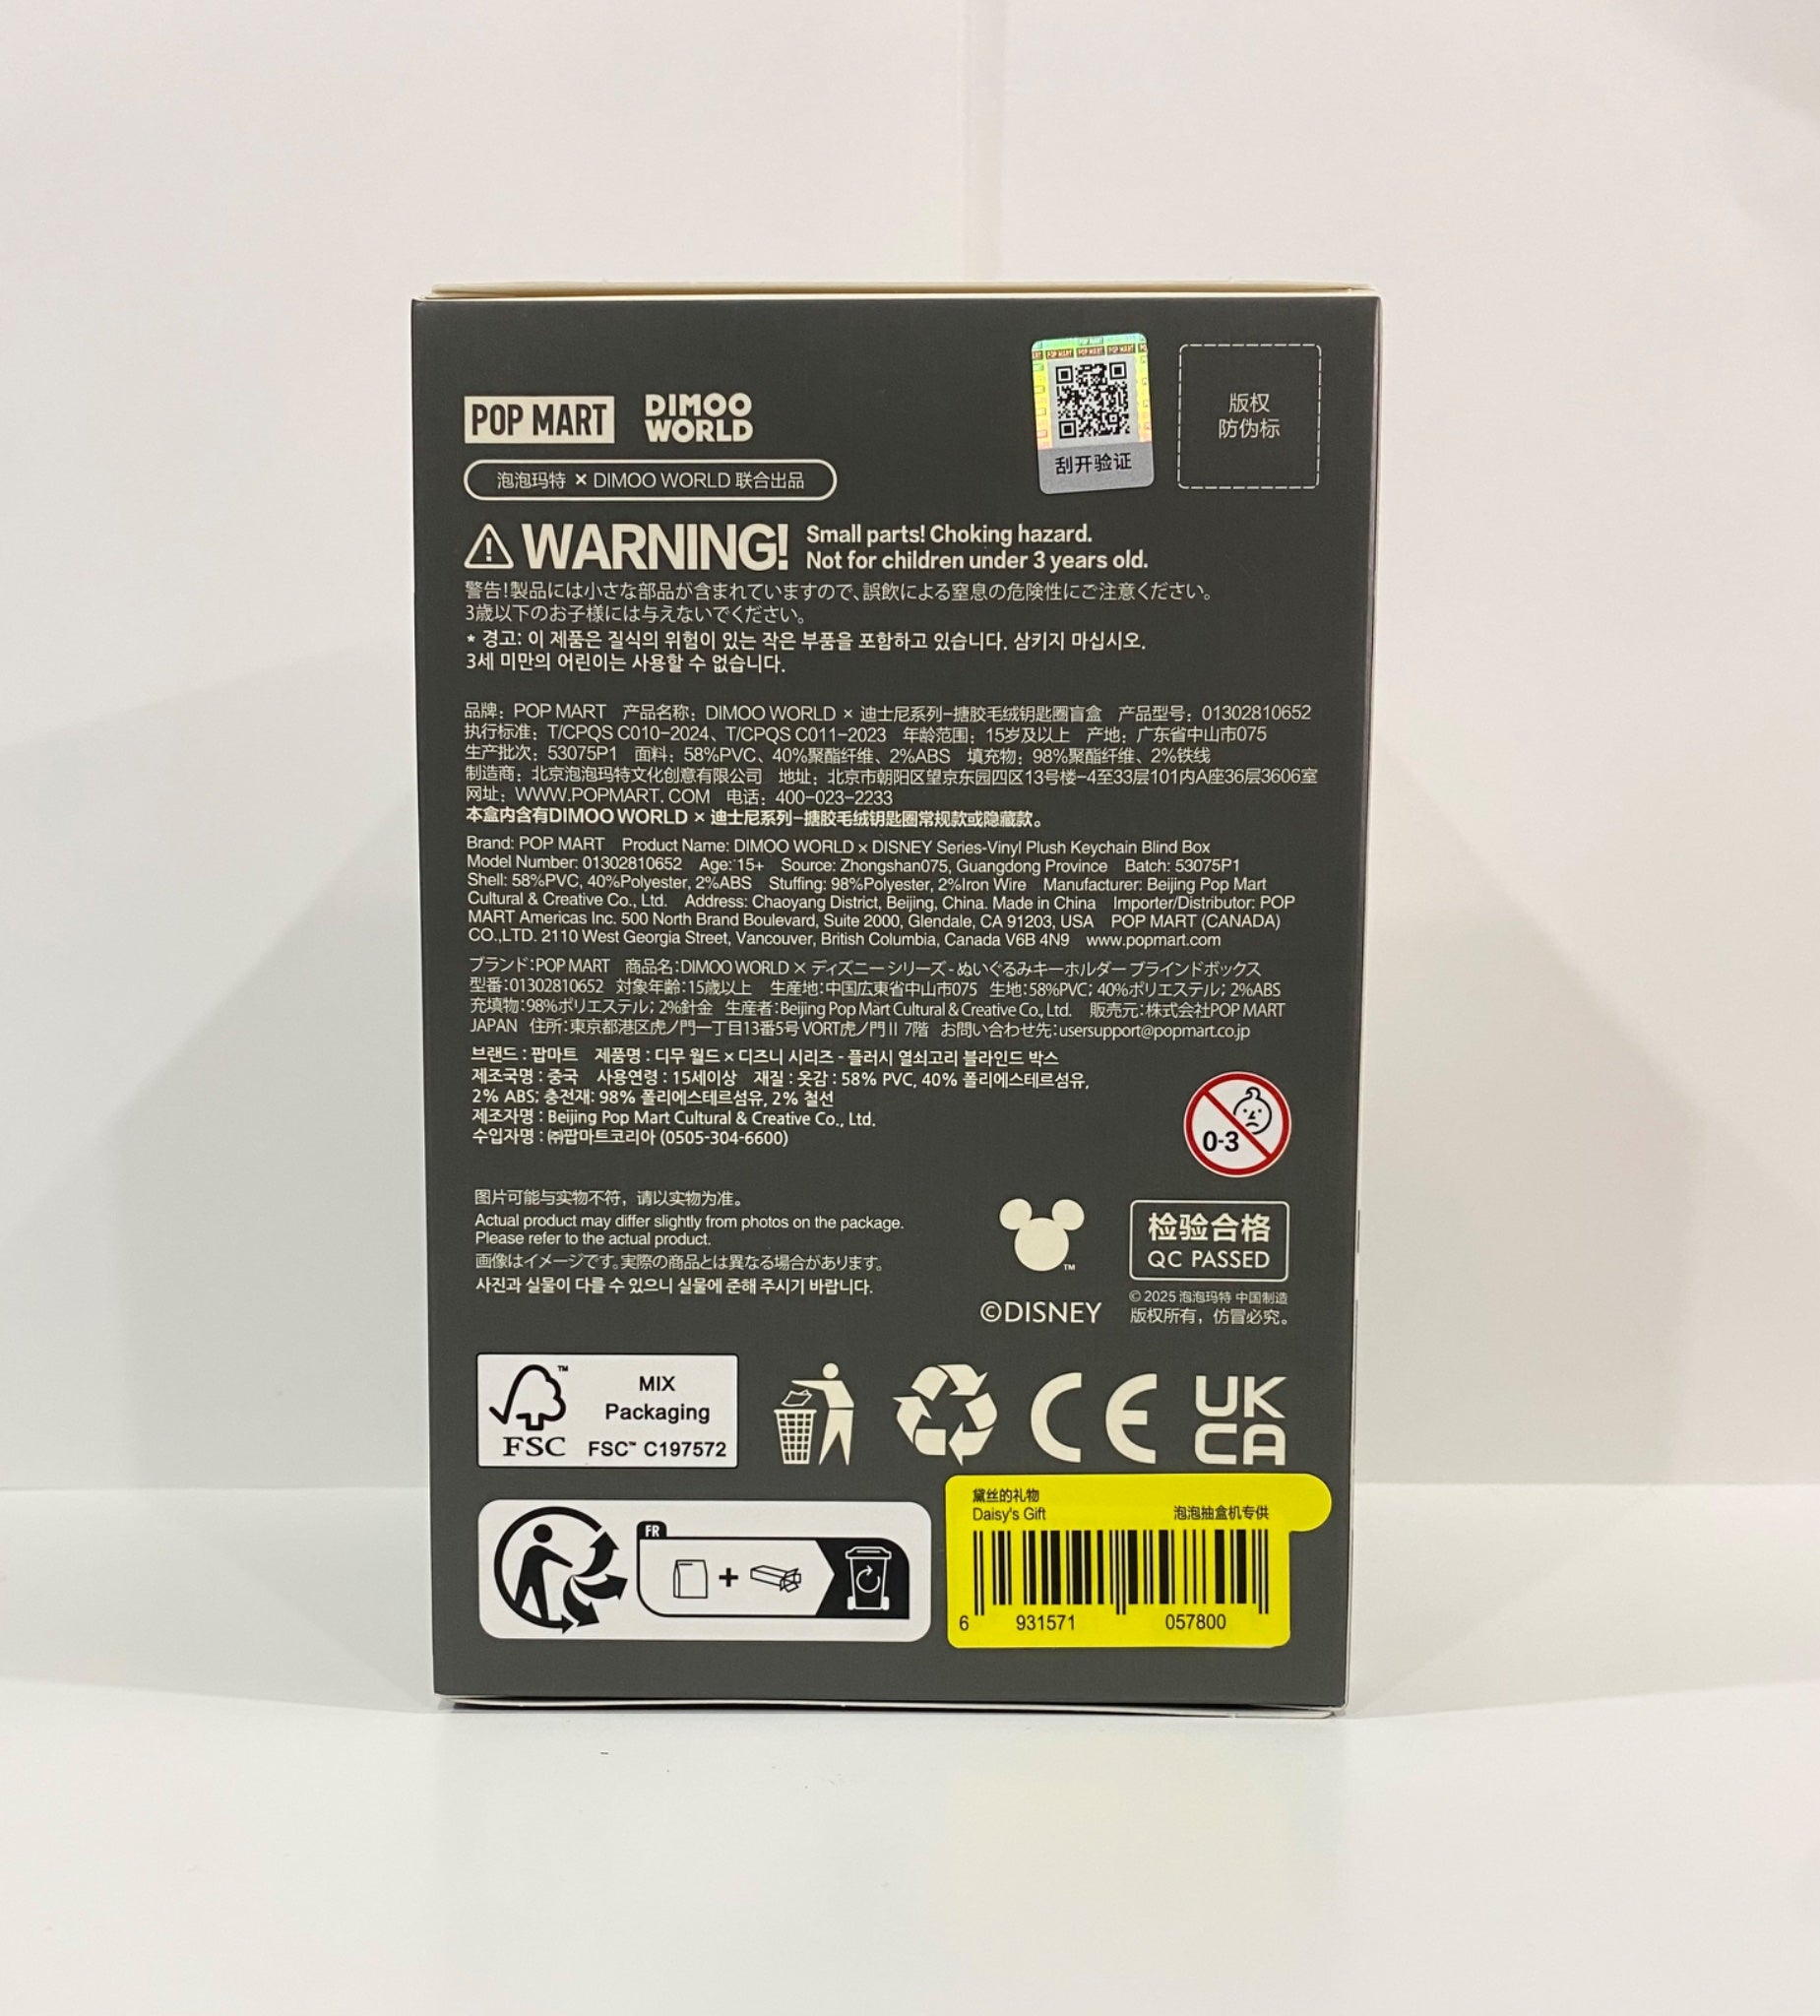 POP MART
DIMOO
WORLD
POP MART POP MART POP MART
刮开验证
版权
防伪标
泡泡玛特 × DIMOO WORLD 联合出品
WARNING!
Small parts! Choking hazard.
Not for children under 3 years old.
警告!製品には小さな部品が含まれていますので、誤飲による窒息の危険性にご注意ください。
3歳以下のお子様には与えないでください。
* 경고: 이 제품은 질식의 위험이 있는 작은 부품을 포함하고 있습니다. 삼키지 마십시오.
3세 미만의 어린이는 사용할 수 없습니다.
品牌：POP MART 产品名称：DIMOO WORLD × 迪士尼系列-搪胶毛绒钥匙圈盲盒 产品型号：01302810652
执行标准：T/CPQS C010-2024、T/CPQS C011-2023 年龄范围：15岁及以上 产地：广东省中山市075
生产批次：53075P1 面料：58%PVC、40%聚酯纤维、2%ABS 填充物：98%聚酯纤维、2%铁线
制造商：北京泡泡玛特文化创意有限公司 地址：北京市朝阳区望京东园四区13号楼-4至33层101内A座36层3606室
网址：WWW.POPMART.COM 电话：400-023-2233
本盒内含有DIMOO WORLD × 迪士尼系列-搪胶毛绒钥匙圈常规款或隐藏款。
Brand: POP MART Product Name: DIMOO WORLD × DISNEY Series-Vinyl Plush Keychain Blind Box
Model Number: 01302810652 Age: 15+ Source: Zhongshan075, Guangdong Province Batch: 53075P1
Shell: 58%PVC, 40%Polyester, 2%ABS Stuffing: 98%Polyester, 2%Iron Wire Manufacturer: Beijing Pop Mart
Cultural & Creative Co., Ltd. Address: Chaoyang District, Beijing, China. Made in China Importer/Distributor: POP
MART Americas Inc. 500 North Brand Boulevard, Suite 2000, Glendale, CA 91203, USA POP MART (CANADA)
CO.,LTD. 2110 West Georgia Street, Vancouver, British Columbia, Canada V6B 4N9 www.popmart.com
ブランド:POP MART 商品名:DIMOO WORLD × ディズニー シリーズ - ぬいぐるみキーホルダー ブラインドボックス
型番:01302810652 対象年齢:15歳以上 生産地:中国広東省中山市075 生地:58%PVC; 40%ポリエステル; 2%ABS
充填物:98%ポリエステル; 2%針金 生産者:Beijing Pop Mart Cultural & Creative Co., Ltd. 販売元:株式会社POP MART
JAPAN 住所:東京都港区虎ノ門一丁目13番5号 VORT虎ノ門Ⅱ 7階 お問い合わせ先:usersupport@popmart.co.jp
브랜드 : 팝마트 제품명 : 디무 월드 × 디즈니 시리즈 - 플러시 열쇠고리 블라인드 박스
제조국명 : 중국 사용연령 : 15세이상 재질 : 옷감 : 58% PVC, 40% 폴리에스테르섬유,
2% ABS; 충전재: 98% 폴리에스테르섬유, 2% 철선
제조자명 : Beijing Pop Mart Cultural & Creative Co., Ltd.
수입자명 : ㈜팝마트코리아 (0505-304-6600)
0-3
图片可能与实物不符，请以实物为准。
Actual product may differ slightly from photos on the package.
Please refer to the actual product.
画像はイメージです。実際の商品とは異なる場合があります。
사진과 실물이 다를 수 있으니 실물에 준해 주시기 바랍니다.
TM
©DISNEY
检验合格
QC PASSED
© 2025 泡泡玛特 中国制造
版权所有，仿冒必究。
TM
FSC
MIX
Packaging
FSC™ C197572
CE
UK
CA
FR
+
黛丝的礼物
Daisy's Gift
泡泡抽盒机专供
6 931571 057800